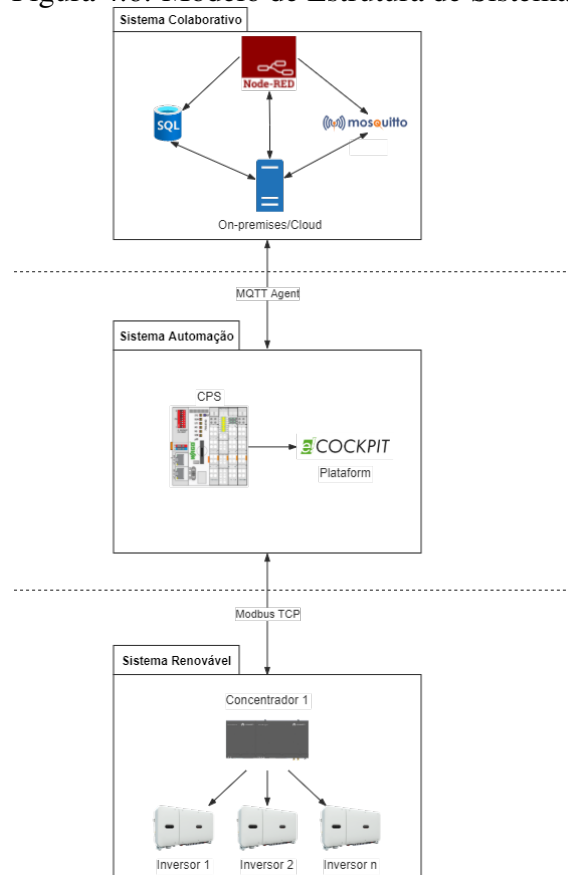 Figura 4.6: Modelo de Estrutura de Sistema
Sistema Colaborativo
Node-RED
SQL
mosquitto
On-premises/Cloud
MQTT Agent
Sistema Automação
CPS
e!COCKPIT
Plataform
Modbus TCP
Sistema Renovável
Concentrador 1
Inversor 1
Inversor 2
Inversor n